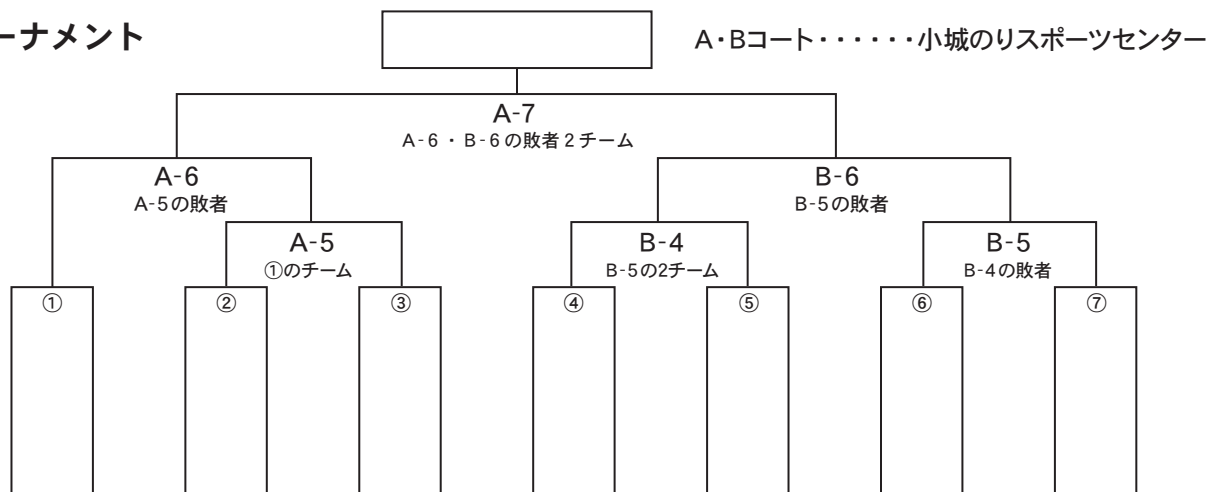 ーナメント
A・Bコート・・・・・・小城のりスポーツセンター
A-7
A-6 ・ B-6の敗者２チーム
A-6
A-5の敗者
B-6
B-5の敗者
A-5
①のチーム
B-4
B-5の2チーム
B-5
B-4の敗者
① ② ③ ④ ⑤ ⑥ ⑦